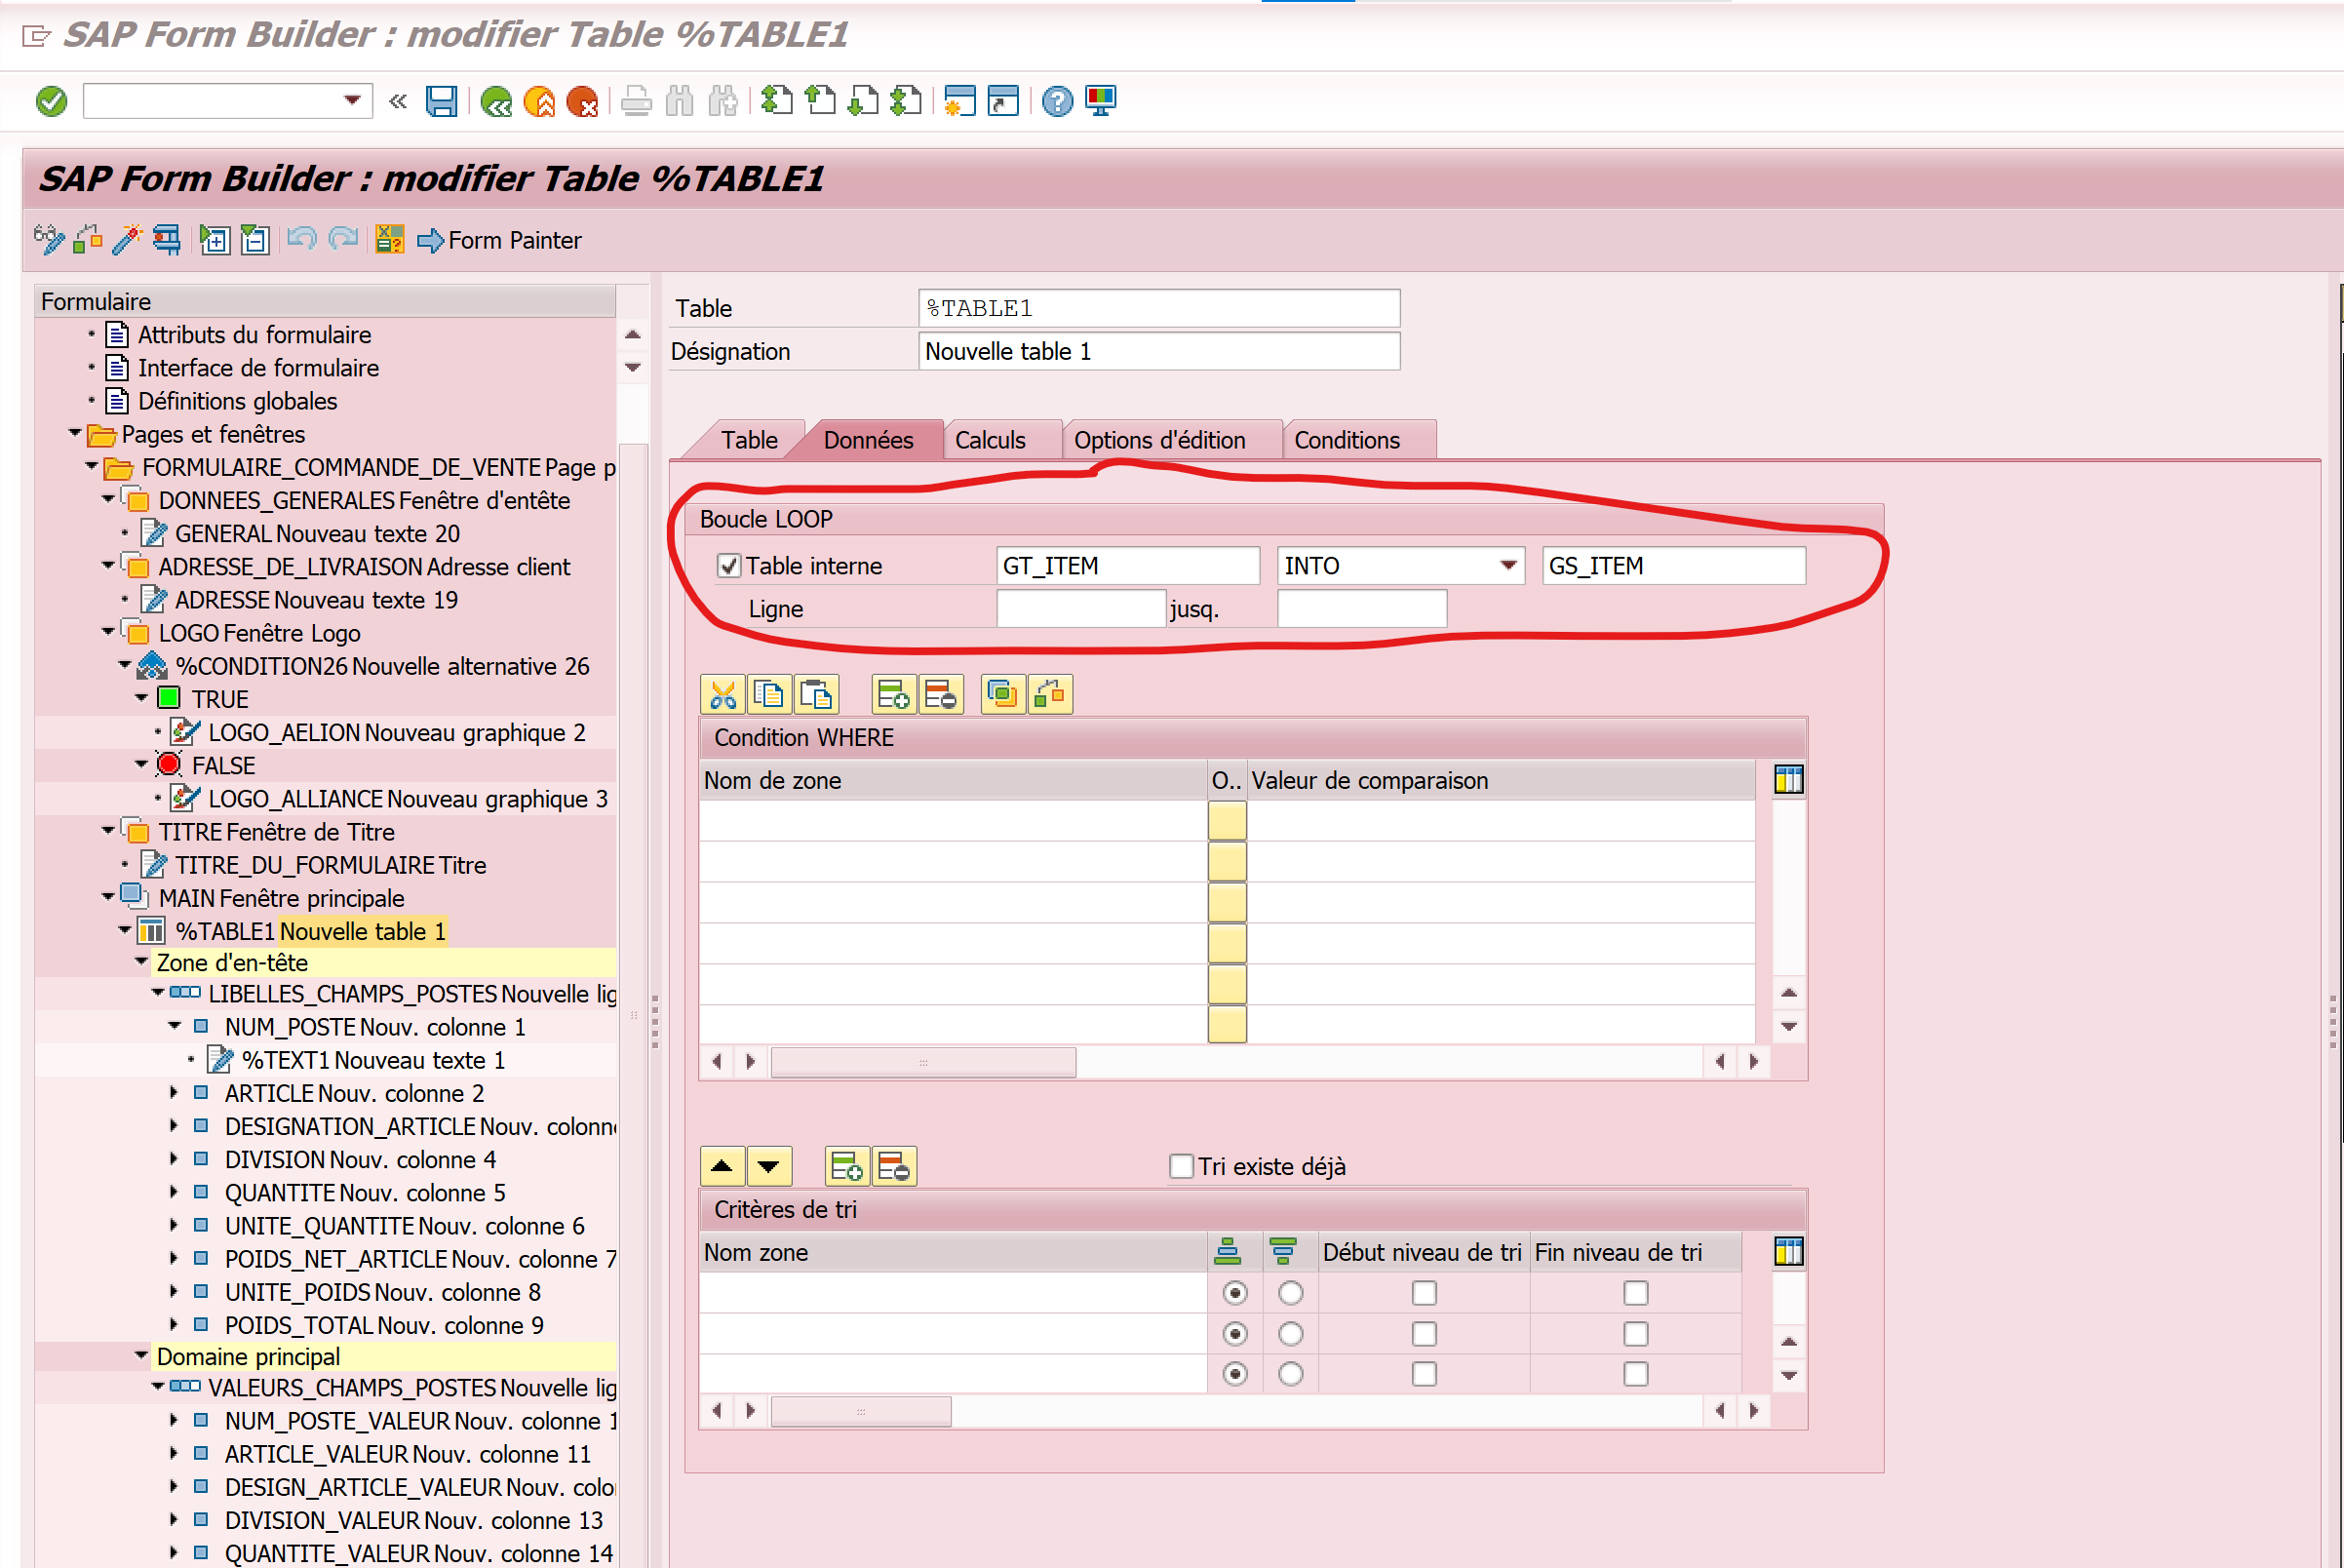 SAP Form Builder : modifier Table %TABLE1
SAP Form Builder : modifier Table %TABLE1
Form Painter
Formulaire
Attributs du formulaire
Interface de formulaire
Définitions globales
Pages et fenêtres
FORMULAIRE_COMMANDE_DE_VENTE Page p
DONNEES_GENERALES Fenêtre d'entête
GENERAL Nouveau texte 20
ADRESSE_DE_LIVRAISON Adresse client
ADRESSE Nouveau texte 19
LOGO Fenêtre Logo
%CONDITION26 Nouvelle alternative 26
TRUE
LOGO_AELION Nouveau graphique 2
FALSE
LOGO_ALLIANCE Nouveau graphique 3
TITRE Fenêtre de Titre
TITRE_DU_FORMULAIRE Titre
MAIN Fenêtre principale
%TABLE1 Nouvelle table 1
Zone d'en-tête
LIBELLES_CHAMPS_POSTES Nouvelle lig
NUM_POSTE Nouv. colonne 1
%TEXT1 Nouveau texte 1
ARTICLE Nouv. colonne 2
DESIGNATION_ARTICLE Nouv. colonn
DIVISION Nouv. colonne 4
QUANTITE Nouv. colonne 5
UNITE_QUANTITE Nouv. colonne 6
POIDS_NET_ARTICLE Nouv. colonne 7
UNITE_POIDS Nouv. colonne 8
POIDS_TOTAL Nouv. colonne 9
Domaine principal
VALEURS_CHAMPS_POSTES Nouvelle lig
NUM_POSTE_VALEUR Nouv. colonne 1
ARTICLE_VALEUR Nouv. colonne 11
DESIGN_ARTICLE_VALEUR Nouv. colo
DIVISION_VALEUR Nouv. colonne 13
QUANTITE_VALEUR Nouv. colonne 14
Table %TABLE1
Désignation Nouvelle table 1
Table Données Calculs Options d'édition Conditions
Boucle LOOP
Table interne GT_ITEM INTO GS_ITEM
Ligne jusq.
Condition WHERE
Nom de zone O.. Valeur de comparaison
Tri existe déjà
Critères de tri
Nom zone Début niveau de tri Fin niveau de tri